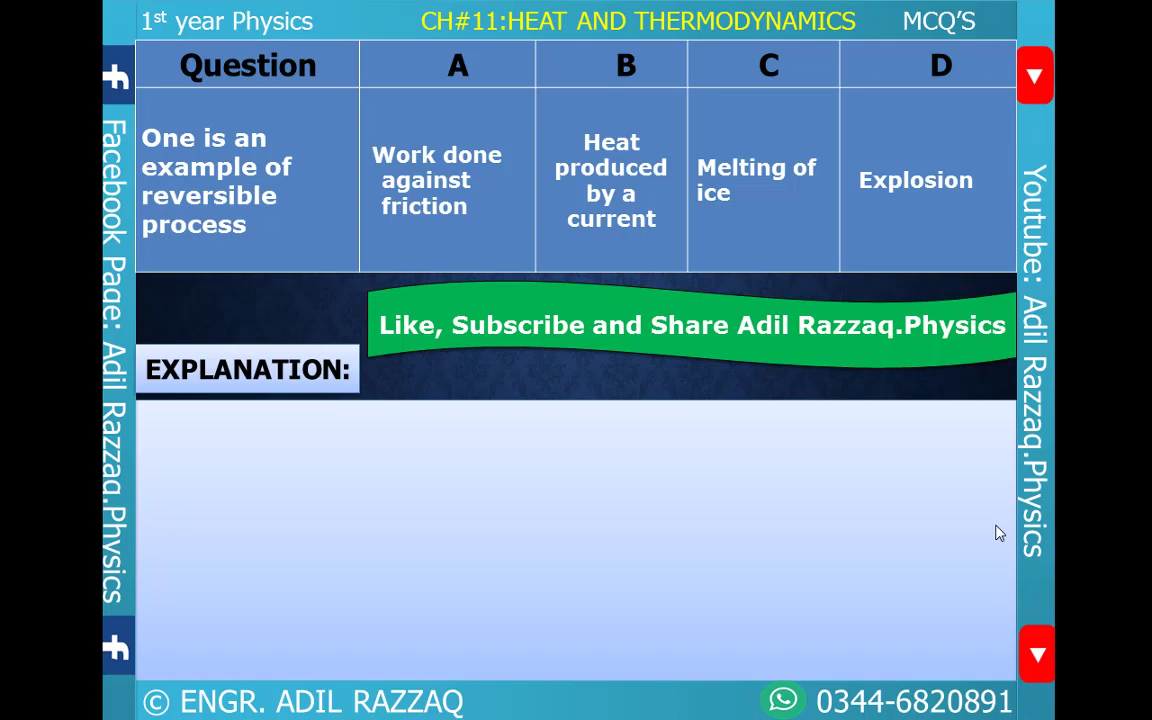 1st year Physics
CH#11:HEAT AND THERMODYNAMICS
MCQ'S
Question
A
B
C
D
One is an
example of
reversible
process
Work done
against
friction
Heat
produced
by a
current
Melting of
ice
Explosion
Like, Subscribe and Share Adil Razzaq.Physics
EXPLANATION:
f
Facebook Page: Adil Razzaq.Physics
f
Youtube: Adil Razzaq.Physics
© ENGR. ADIL RAZZAQ
0344-6820891